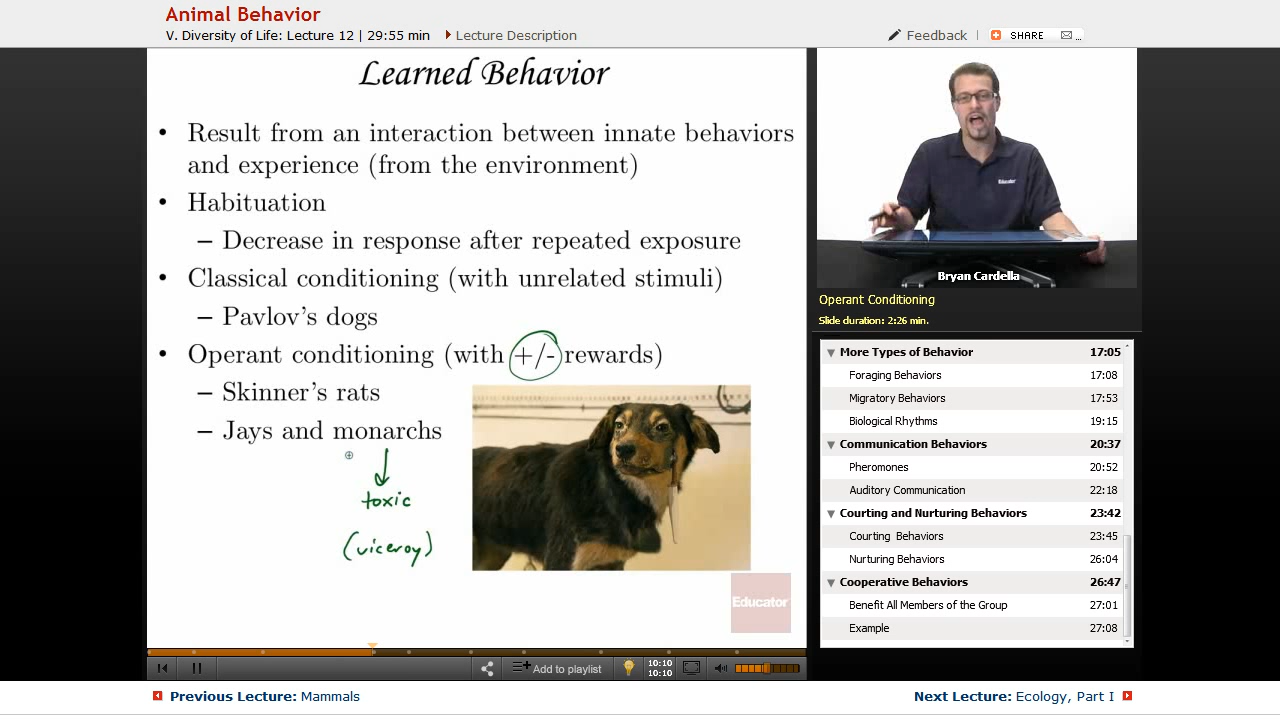 Animal Behavior
V. Diversity of Life: Lecture 12 | 29:55 min
Lecture Description
Feedback
SHARE
Learned Behavior
• Result from an interaction between innate behaviors
and experience (from the environment)
• Habituation
– Decrease in response after repeated exposure
• Classical conditioning (with unrelated stimuli)
– Pavlov's dogs
• Operant conditioning (with +/- rewards)
– Skinner's rats
– Jays and monarchs
toxic
(viceroy)
Educator
Educator
Bryan Cardella
Operant Conditioning
Slide duration: 2:26 min.
More Types of Behavior 17:05
Foraging Behaviors 17:08
Migratory Behaviors 17:53
Biological Rhythms 19:15
Communication Behaviors 20:37
Pheromones 20:52
Auditory Communication 22:18
Courting and Nurturing Behaviors 23:42
Courting Behaviors 23:45
Nurturing Behaviors 26:04
Cooperative Behaviors 26:47
Benefit All Members of the Group 27:01
Example 27:08
Add to playlist
10:10
10:10
Previous Lecture: Mammals
Next Lecture: Ecology, Part I